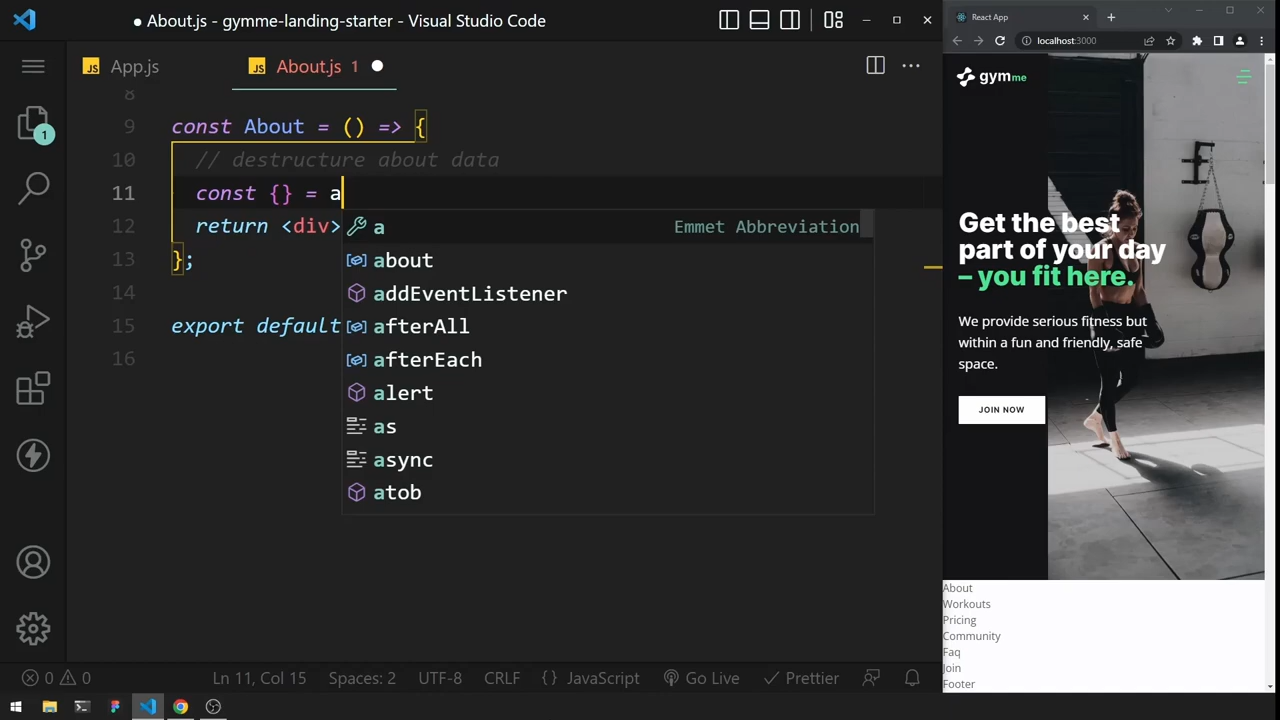 ● About.js - gymme-landing-starter - Visual Studio Code
JS App.js
JS About.js 1 ●
1
8
9 const About = () => {
10 // destructure about data
11 const {} = a
12 return <div>
13 };
14
15 export default
16
a Emmet Abbreviation
about
addEventListener
afterAll
afterEach
alert
as
async
atob
0 0 Ln 11, Col 15 Spaces: 2 UTF-8 CRLF {} JavaScript Go Live Prettier
React App
localhost:3000
gymme
Get the best
part of your day
– you fit here.
We provide serious fitness but
within a fun and friendly, safe
space.
JOIN NOW
About
Workouts
Pricing
Community
Faq
Join
Footer